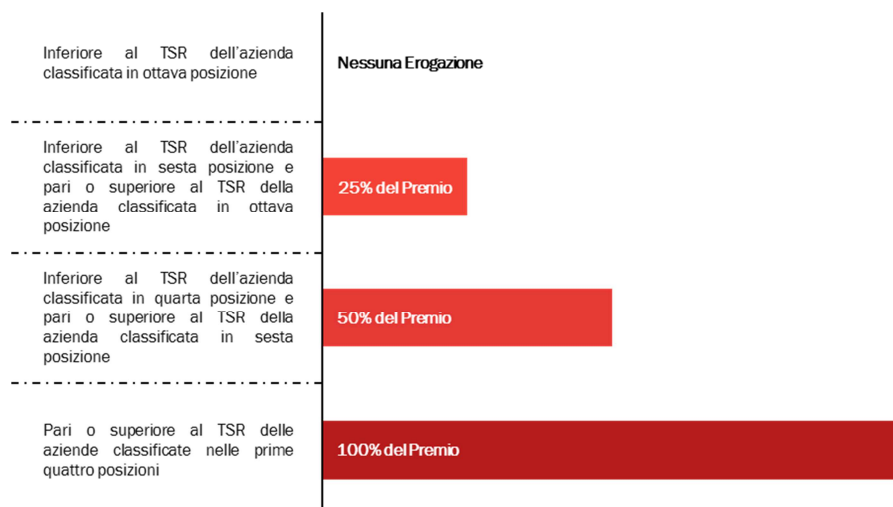 Inferiore al TSR dell'azienda
classificata in ottava posizione
Nessuna Erogazione
Inferiore al TSR dell'azienda
classificata in sesta posizione e
pari o superiore al TSR della
azienda classificata in ottava
posizione
25% del Premio
Inferiore al TSR dell'azienda
classificata in quarta posizione e
pari o superiore al TSR della
azienda classificata in sesta
posizione
50% del Premio
Pari o superiore al TSR delle
aziende classificate nelle prime
quattro posizioni
100% del Premio